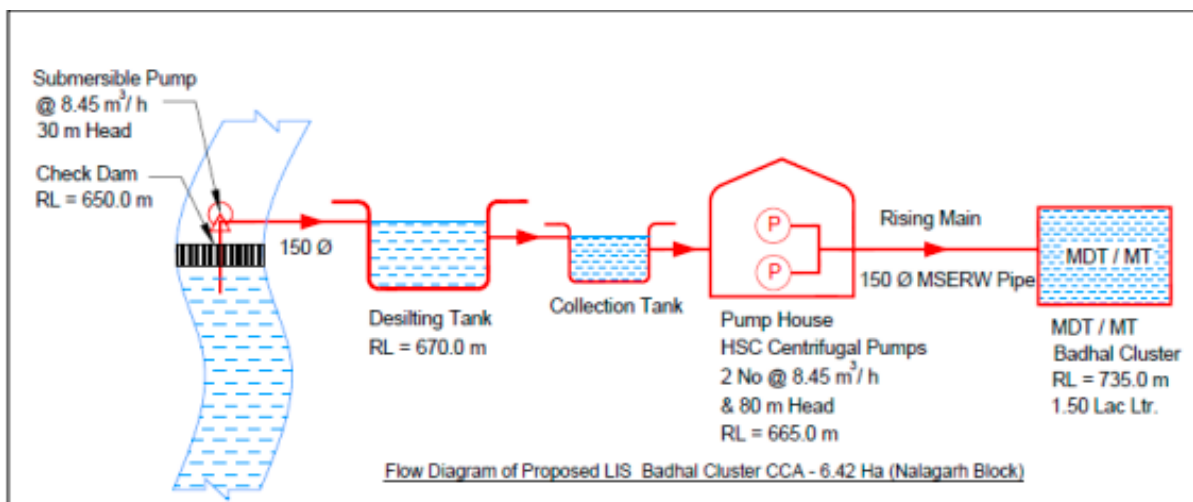 Submersible Pump
@ 8.45 m³/ h
30 m Head
Check Dam
RL = 650.0 m
150 Ø
Desilting Tank
RL = 670.0 m
Collection Tank
P
P
Pump House
HSC Centrifugal Pumps
2 No @ 8.45 m³/ h
& 80 m Head
RL = 665.0 m
Rising Main
150 Ø MSERW Pipe
MDT / MT
MDT / MT
Badhal Cluster
RL = 735.0 m
1.50 Lac Ltr.
Flow Diagram of Proposed LIS Badhal Cluster CCA - 6.42 Ha (Nalagarh Block)